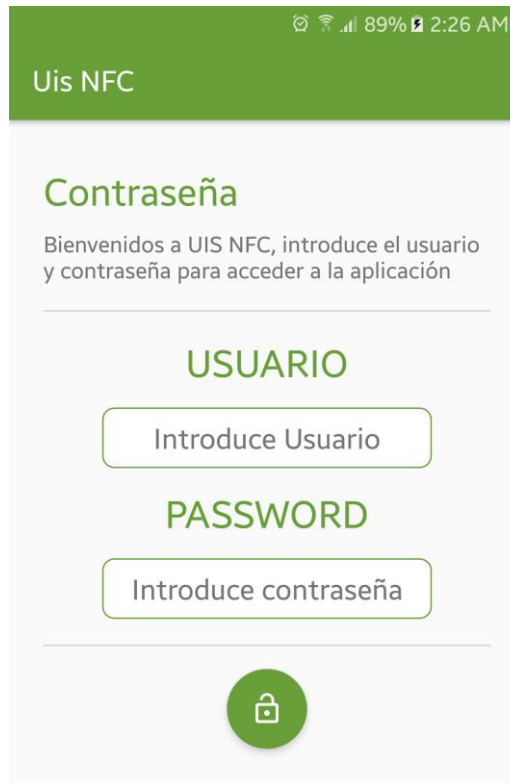 89% 2:26 AM
Uis NFC
Contraseña
Bienvenidos a UIS NFC, introduce el usuario
y contraseña para acceder a la aplicación
USUARIO
Introduce Usuario
PASSWORD
Introduce contraseña